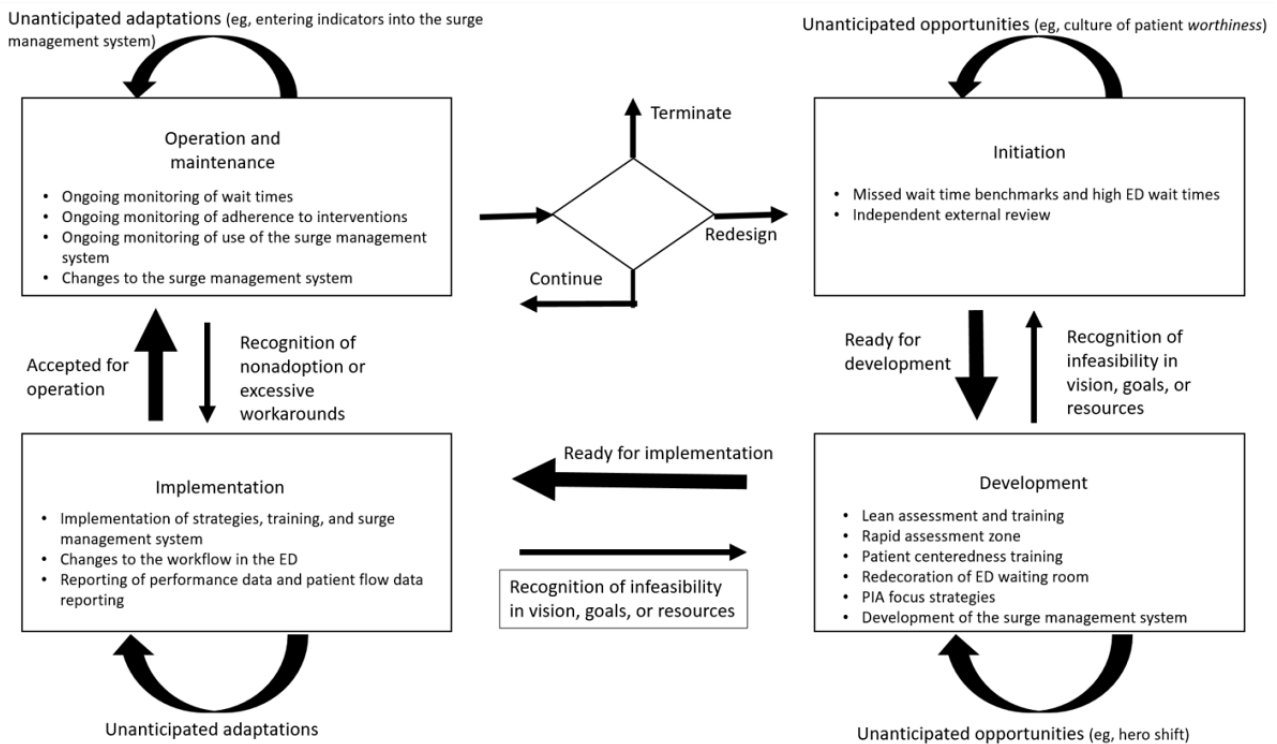 Unanticipated adaptations (eg, entering indicators into the surge
management system)
Unanticipated opportunities (eg, culture of patient worthiness)
Operation and
maintenance
• Ongoing monitoring of wait times
• Ongoing monitoring of adherence to interventions
• Ongoing monitoring of use of the surge management
system
• Changes to the surge management system
Terminate
Redesign
Continue
Initiation
• Missed wait time benchmarks and high ED wait times
• Independent external review
Accepted for
operation
Recognition of
nonadoption or
excessive
workarounds
Ready for
development
Recognition of
infeasibility in
vision, goals, or
resources
Implementation
• Implementation of strategies, training, and surge
management system
• Changes to the workflow in the ED
• Reporting of performance data and patient flow data
reporting
Ready for implementation
Recognition of infeasibility
in vision, goals, or resources
Development
• Lean assessment and training
• Rapid assessment zone
• Patient centeredness training
• Redecoration of ED waiting room
• PIA focus strategies
• Development of the surge management system
Unanticipated adaptations
Unanticipated opportunities (eg, hero shift)